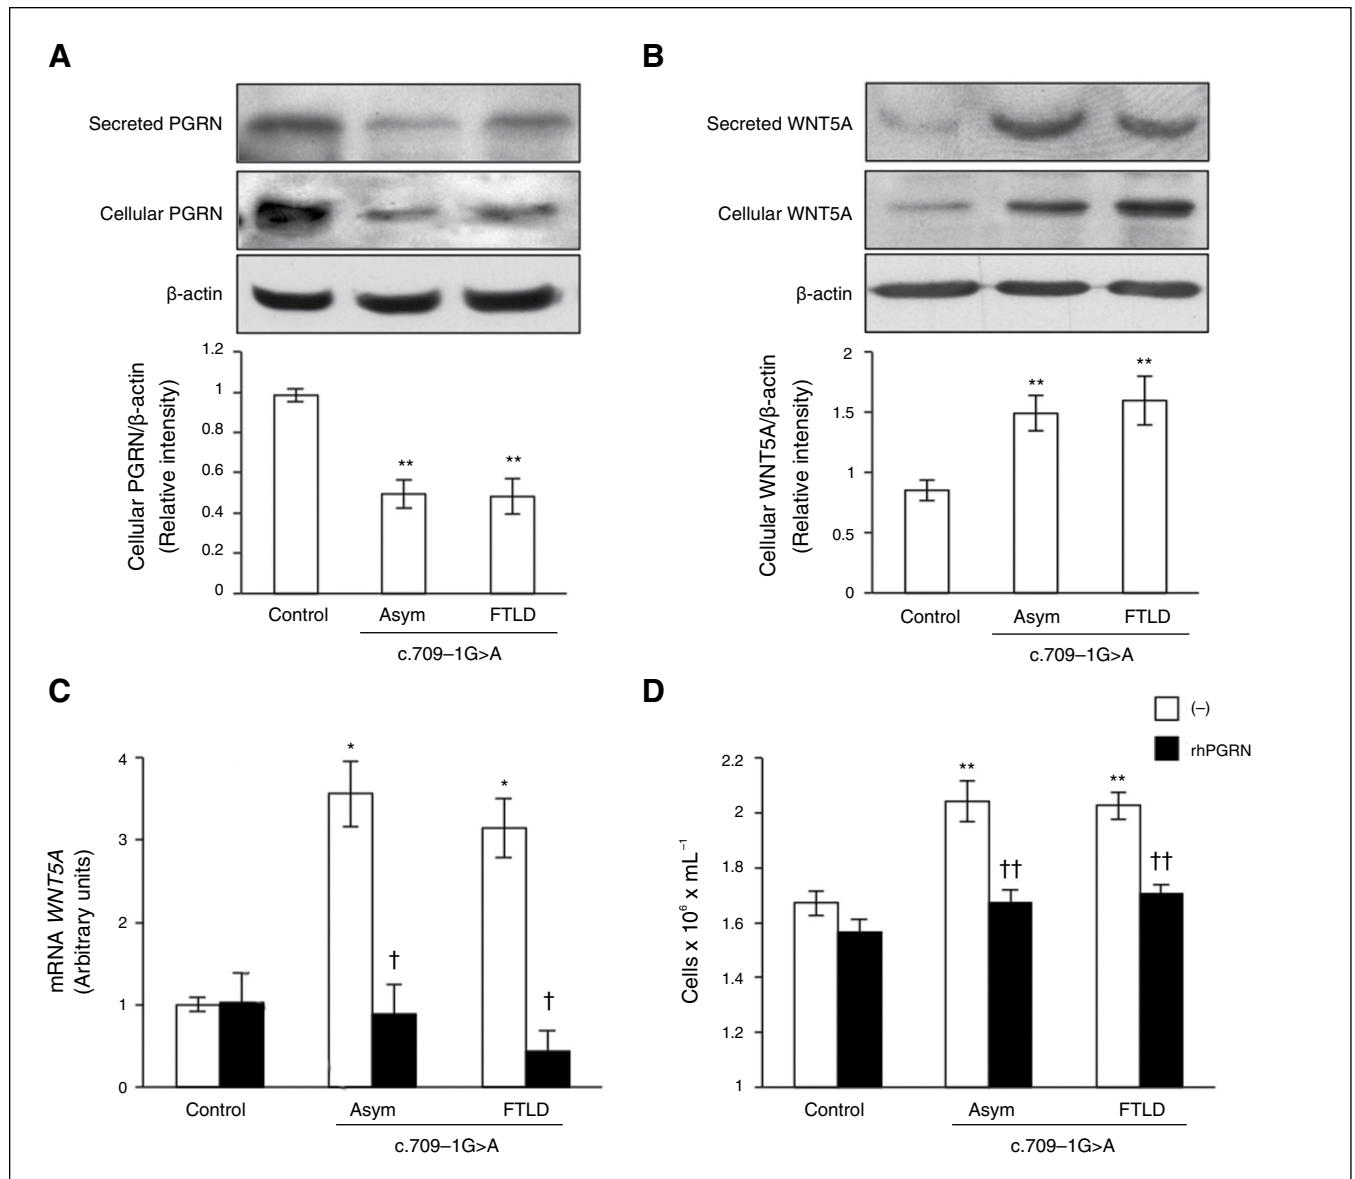 A
Secreted PGRN
Cellular PGRN
β-actin
Cellular PGRN/β-actin
(Relative intensity)
1.2
1
0.8
0.6
0.4
0.2
0
**
**
Control Asym FTLD
c.709–1G>A
B
Secreted WNT5A
Cellular WNT5A
β-actin
Cellular WNT5A/β-actin
(Relative intensity)
2
1.5
1
0.5
0
**
**
Control Asym FTLD
c.709–1G>A
C
mRNA WNT5A
(Arbitrary units)
4
3
2
1
0
*
*
†
†
Control Asym FTLD
c.709–1G>A
D
(–)
rhPGRN
Cells x 10⁶ x mL⁻¹
2.2
2
1.8
1.6
1.4
1.2
1
**
**
††
††
Control Asym FTLD
c.709–1G>A